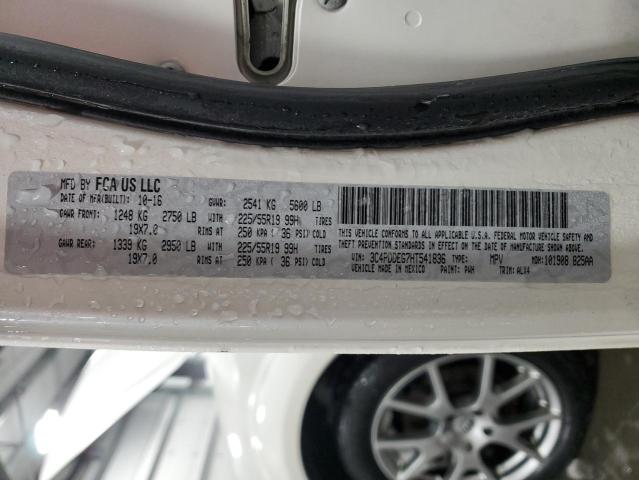 MFD BY FCA US LLC
DATE OF MFR(BUILT): 10-16 GVWR: 2541 KG 5600 LB
GAWR FRONT: 1248 KG 2750 LB WITH 225/55R19 99H TIRES
19X7.0 RIMS AT 250 KPA ( 36 PSI) COLD
GAWR REAR: 1339 KG 2950 LB WITH 225/55R19 99H TIRES
19X7.0 RIMS AT 250 KPA ( 36 PSI) COLD
THIS VEHICLE CONFORMS TO ALL APPLICABLE U.S.A. FEDERAL MOTOR VEHICLE SAFETY AND
THEFT PREVENTION STANDARDS IN EFFECT ON THE DATE OF MANUFACTURE SHOWN ABOVE.
VIN: 3C4PDDEG7HT541836 TYPE: MPV MDH: 101908 825AA
VEHICLE MADE IN MEXICO PAINT: PWH TRIM: ALX4